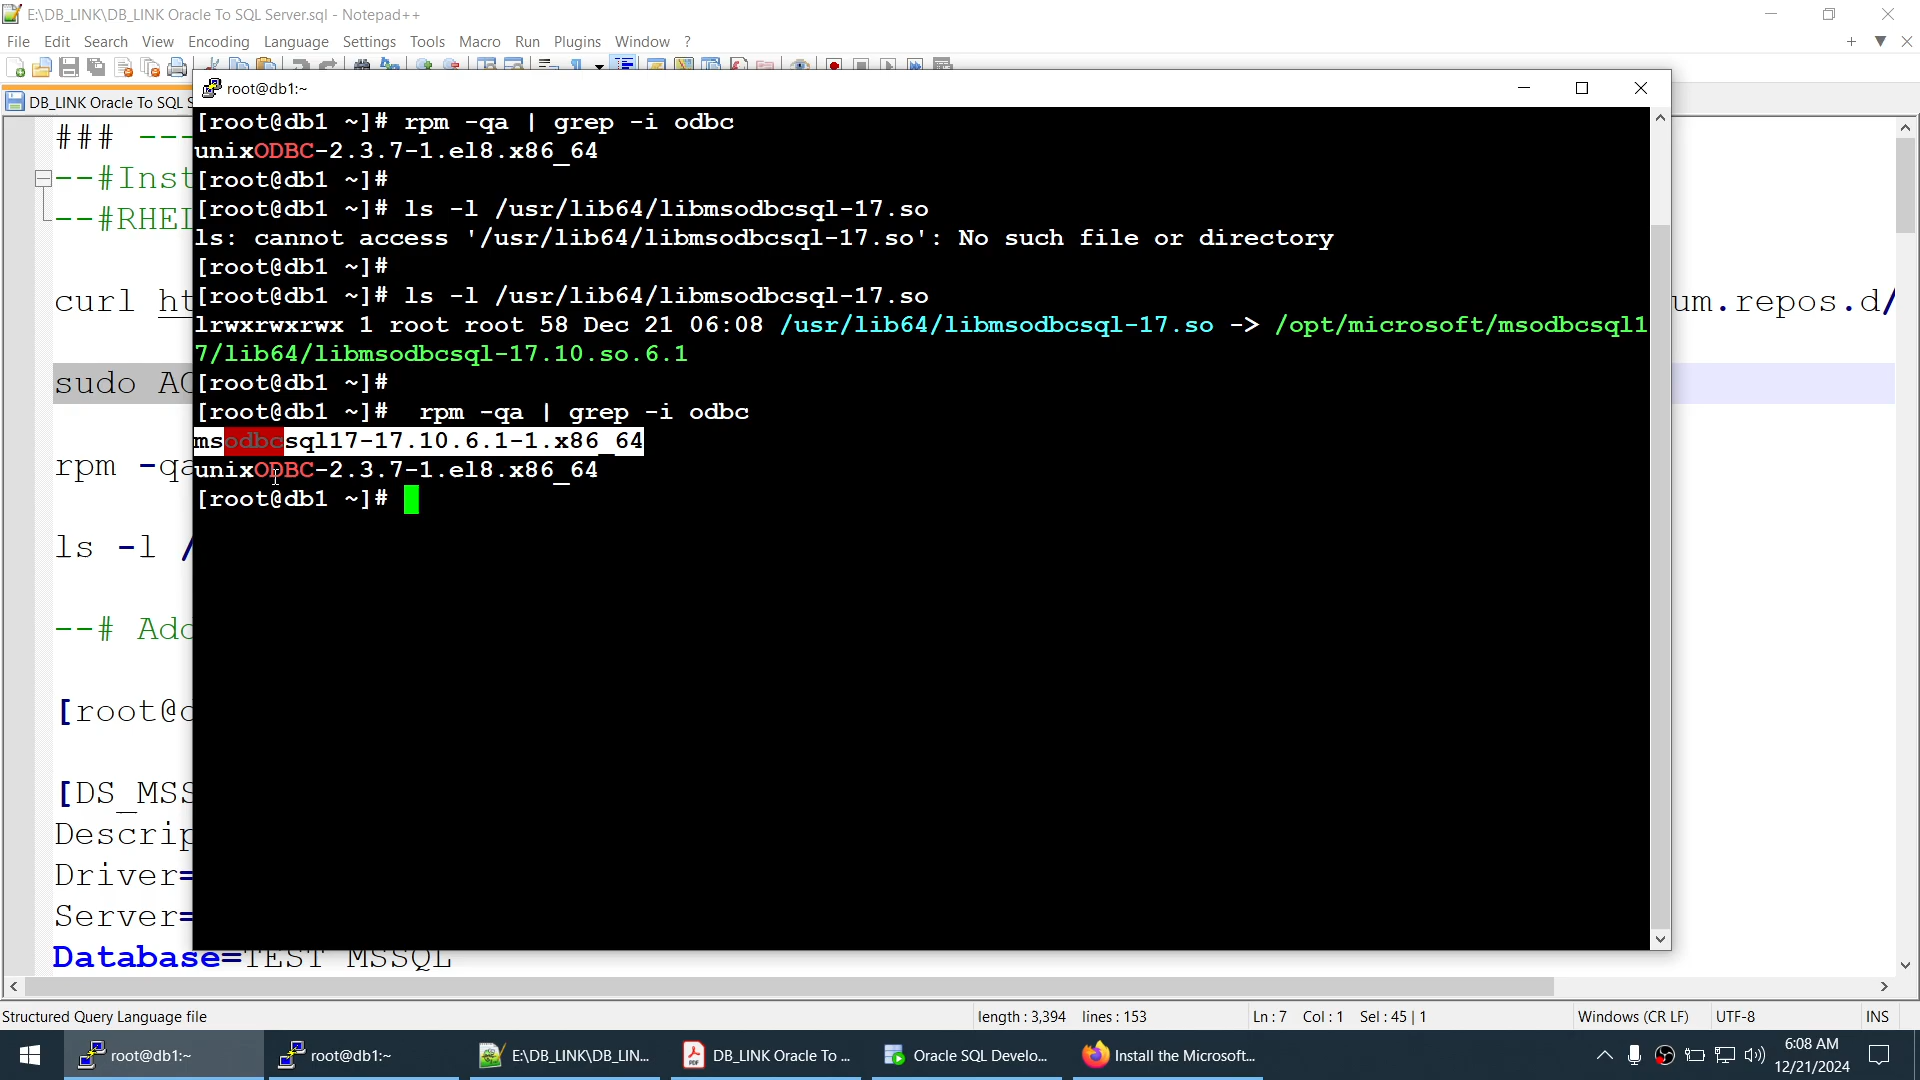 E:\DB_LINK\DB_LINK Oracle To SQL Server.sql - Notepad++
File Edit Search View Encoding Language Settings Tools Macro Run Plugins Window ?
DB_LINK Oracle To SQL S
root@db1:~
[root@db1 ~]# rpm -qa | grep -i odbc
unixODBC-2.3.7-1.el8.x86_64
[root@db1 ~]#
[root@db1 ~]# ls -l /usr/lib64/libmsodbcsql-17.so
ls: cannot access '/usr/lib64/libmsodbcsql-17.so': No such file or directory
[root@db1 ~]#
[root@db1 ~]# ls -l /usr/lib64/libmsodbcsql-17.so
lrwxrwxrwx 1 root root 58 Dec 21 06:08 /usr/lib64/libmsodbcsql-17.so -> /opt/microsoft/msodbcsql1
7/lib64/libmsodbcsql-17.10.so.6.1
[root@db1 ~]#
[root@db1 ~]#  rpm -qa | grep -i odbc
msodbcsql17-17.10.6.1-1.x86_64
unixODBC-2.3.7-1.el8.x86_64
[root@db1 ~]#
### ---
--#Inst
--#RHEL
curl ht
um.repos.d/
sudo AC
rpm -qa
ls -l /
--# Add
[root@d
[DS_MSS
Descrip
Driver=
Server=
Database=TEST_MSSQL
Structured Query Language file
length : 3,394 lines : 153
Ln : 7 Col : 1 Sel : 45 | 1
Windows (CR LF)
UTF-8
INS
root@db1:~
root@db1:~
E:\DB_LINK\DB_LIN...
DB_LINK Oracle To ...
Oracle SQL Develo...
Install the Microsoft...
6:08 AM
12/21/2024